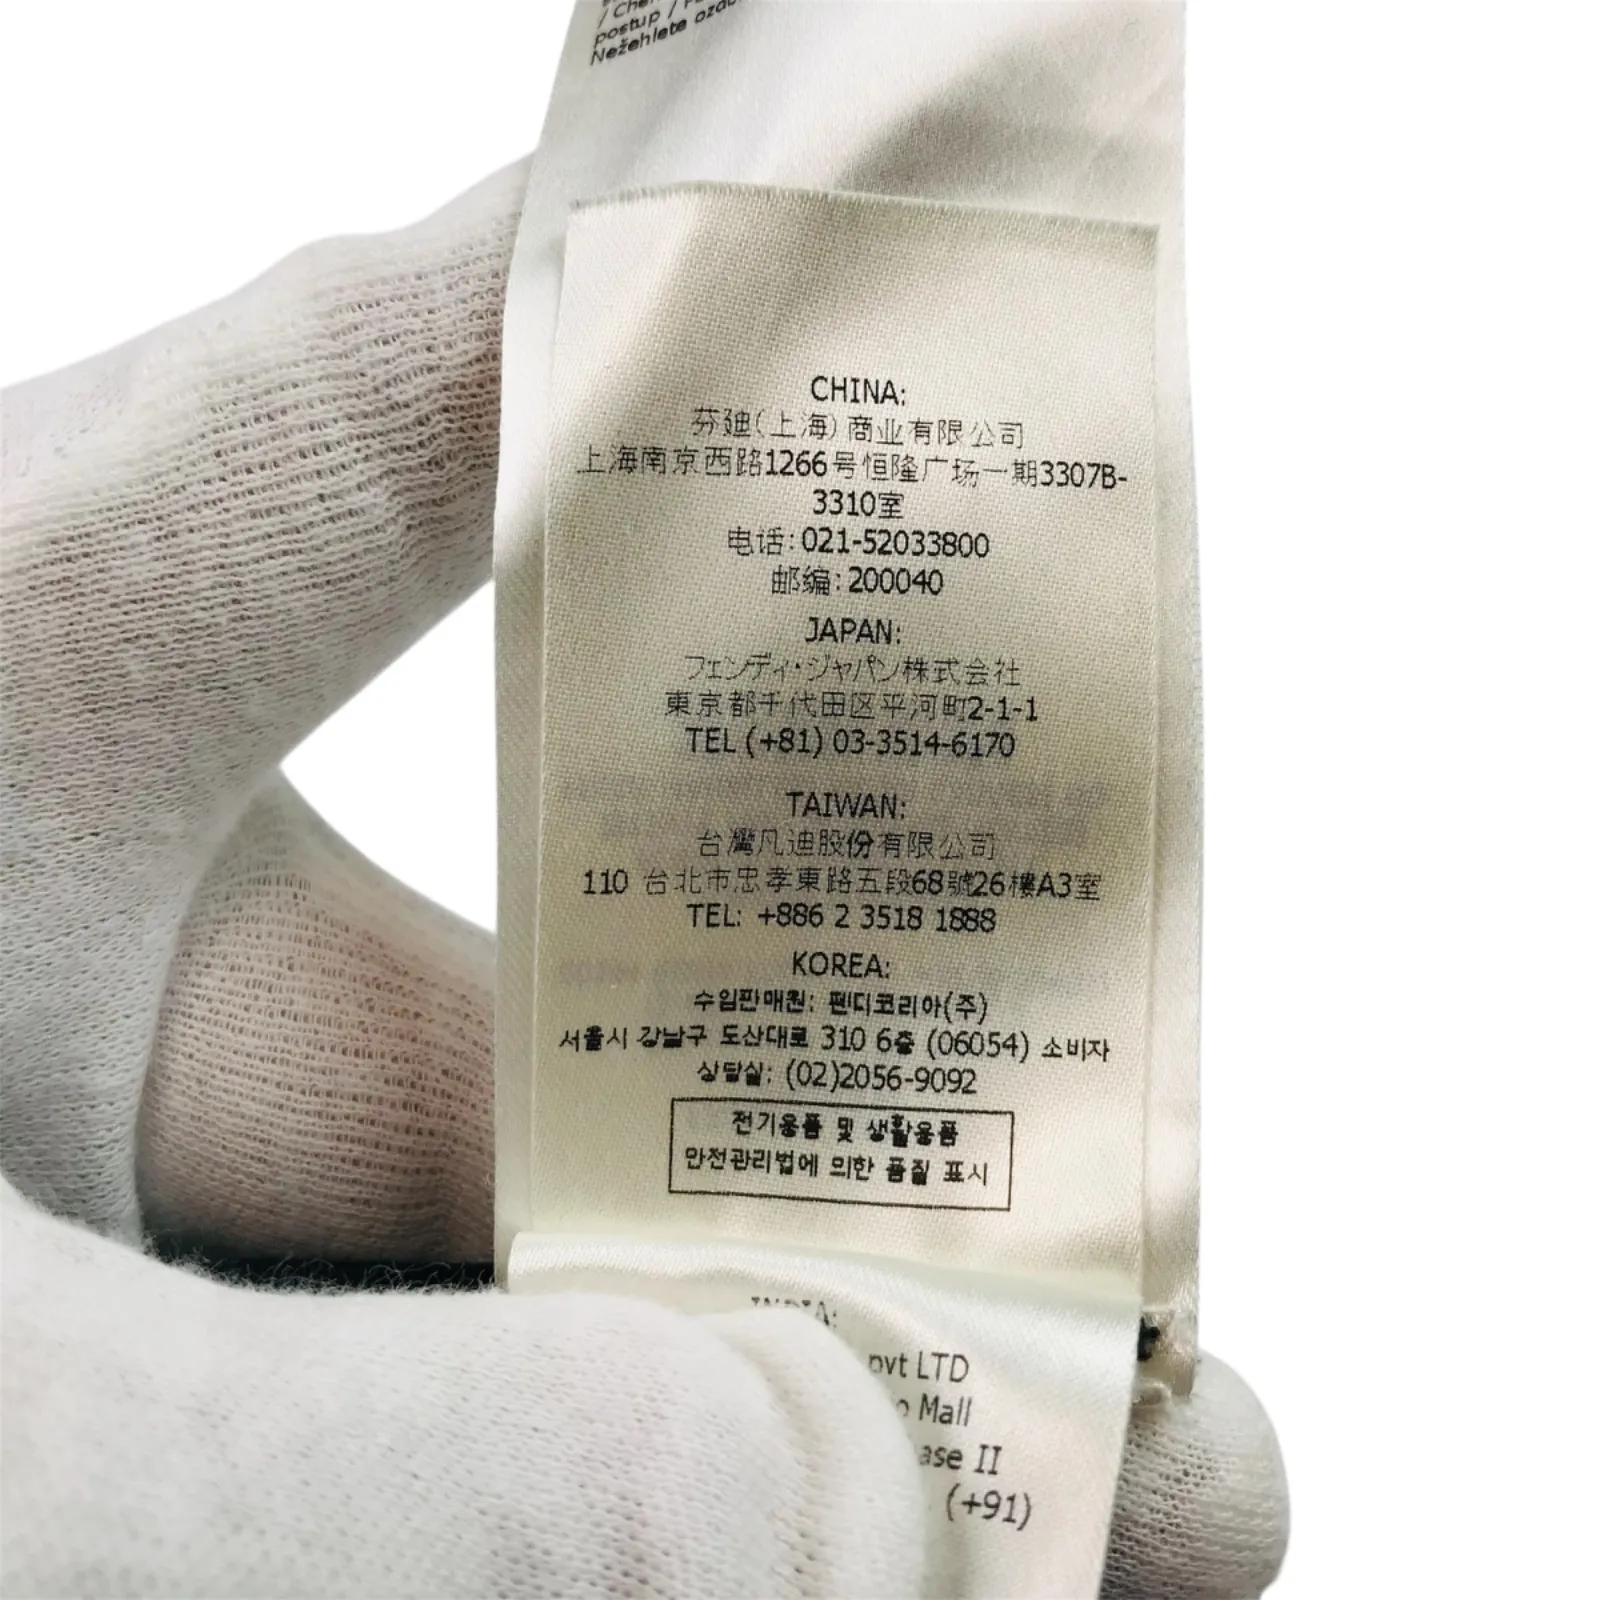 postup /
Nežehlete
CHINA:
芬廸(上海)商业有限公司
上海南京西路1266号恒隆广场一期3307B-
3310室
电话:021-52033800
邮编:200040
JAPAN:
フェンディ・ジャパン株式会社
東京都千代田区平河町2-1-1
TEL (+81) 03-3514-6170
TAIWAN:
台灣凡迪股份有限公司
110 台北市忠孝東路五段68號26樓A3室
TEL: +886 2 3518 1888
KOREA:
수입판매원: 펜디코리아(주)
서울시 강남구 도산대로 310 6층 (06054) 소비자
상담실: (02)2056-9092
전기용품 및 생활용품
안전관리법에 의한 품질 표시
INDIA:
pvt LTD
Mall
II
(+91)